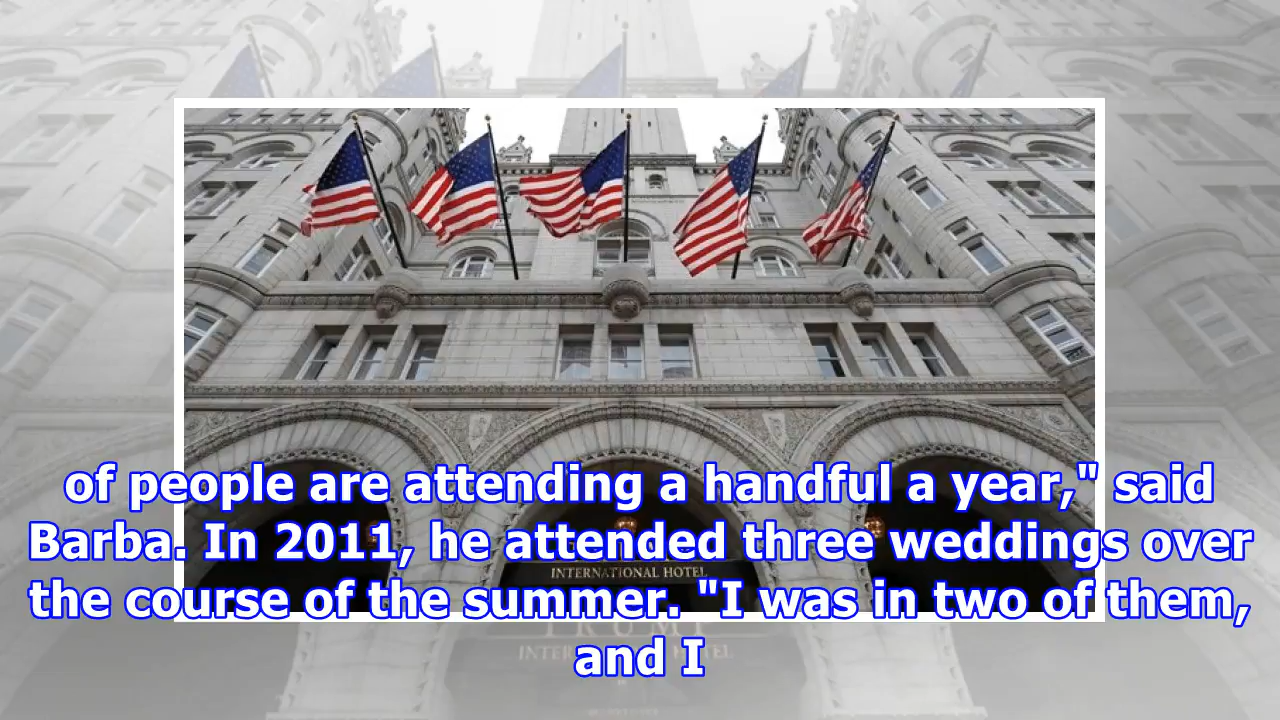 of people are attending a handful a year," said
Barba. In 2011, he attended three weddings over
INTERNATIONAL HOTEL
the course of the summer. "I was in two of them,
TRUMP
and I